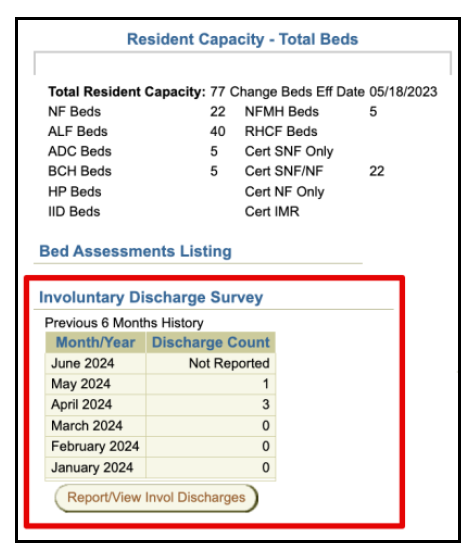 Resident Capacity - Total Beds
Total Resident Capacity: 77 Change Beds Eff Date 05/18/2023
NF Beds 22 NFMH Beds 5
ALF Beds 40 RHCF Beds
ADC Beds 5 Cert SNF Only
BCH Beds 5 Cert SNF/NF 22
HP Beds Cert NF Only
IID Beds Cert IMR
Bed Assessments Listing
Involuntary Discharge Survey
Previous 6 Months History
Month/Year Discharge Count
June 2024 Not Reported
May 2024 1
April 2024 3
March 2024 0
February 2024 0
January 2024 0
Report/View Invol Discharges